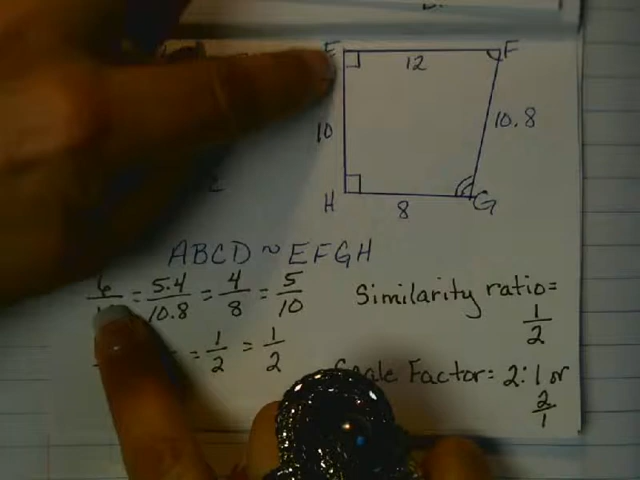 E F
12
10
10.8
H
8
G
ABCD ~ EFGH
6/ = 5.4/10.8 = 4/8 = 5/10
Similarity ratio =
1/2
= 1/2 = 1/2
Factor: 2:1 or
2/1